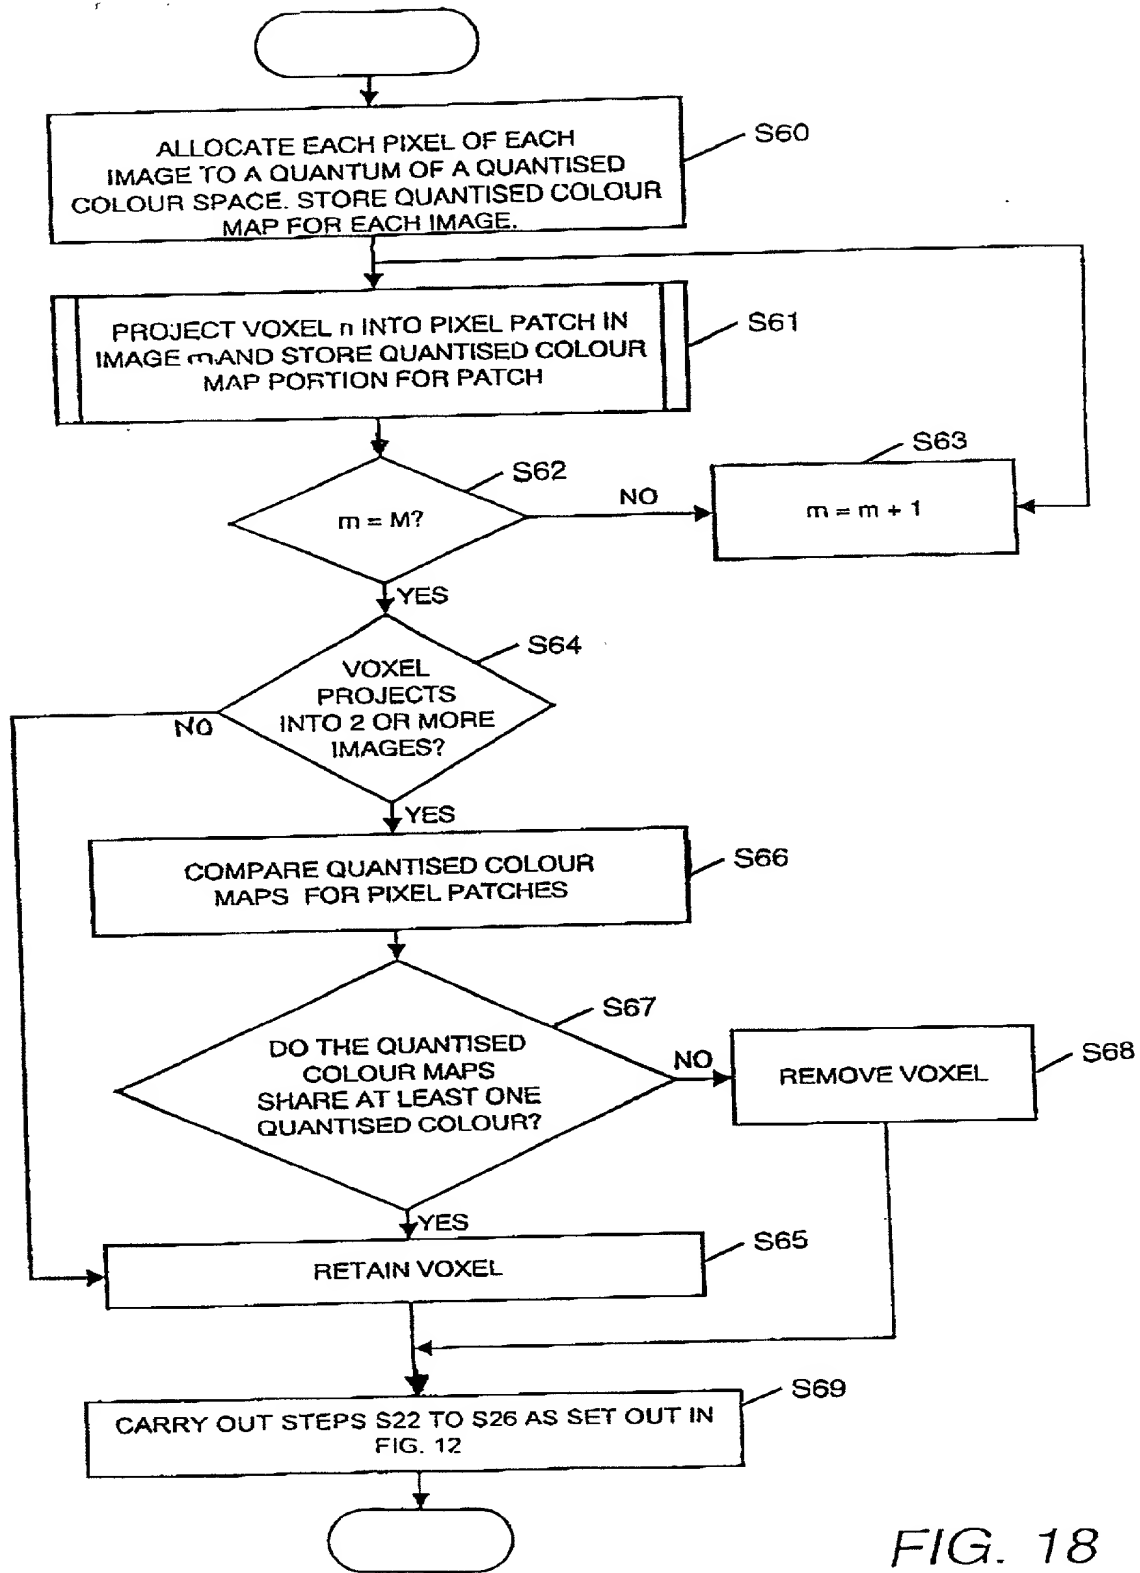 ALLOCATE EACH PIXEL OF EACH
IMAGE TO A QUANTUM OF A QUANTISED
COLOUR SPACE. STORE QUANTISED COLOUR
MAP FOR EACH IMAGE.
S60
PROJECT VOXEL n INTO PIXEL PATCH IN
IMAGE m AND STORE QUANTISED COLOUR
MAP PORTION FOR PATCH
S61
m = M?
S62
NO
S63
m = m + 1
YES
S64
VOXEL
PROJECTS
INTO 2 OR MORE
IMAGES?
NO
YES
COMPARE QUANTISED COLOUR
MAPS FOR PIXEL PATCHES
S66
DO THE QUANTISED
COLOUR MAPS
SHARE AT LEAST ONE
QUANTISED COLOUR?
S67
NO
REMOVE VOXEL
S68
YES
RETAIN VOXEL
S65
CARRY OUT STEPS S22 TO S26 AS SET OUT IN
FIG. 12
S69
FIG. 18